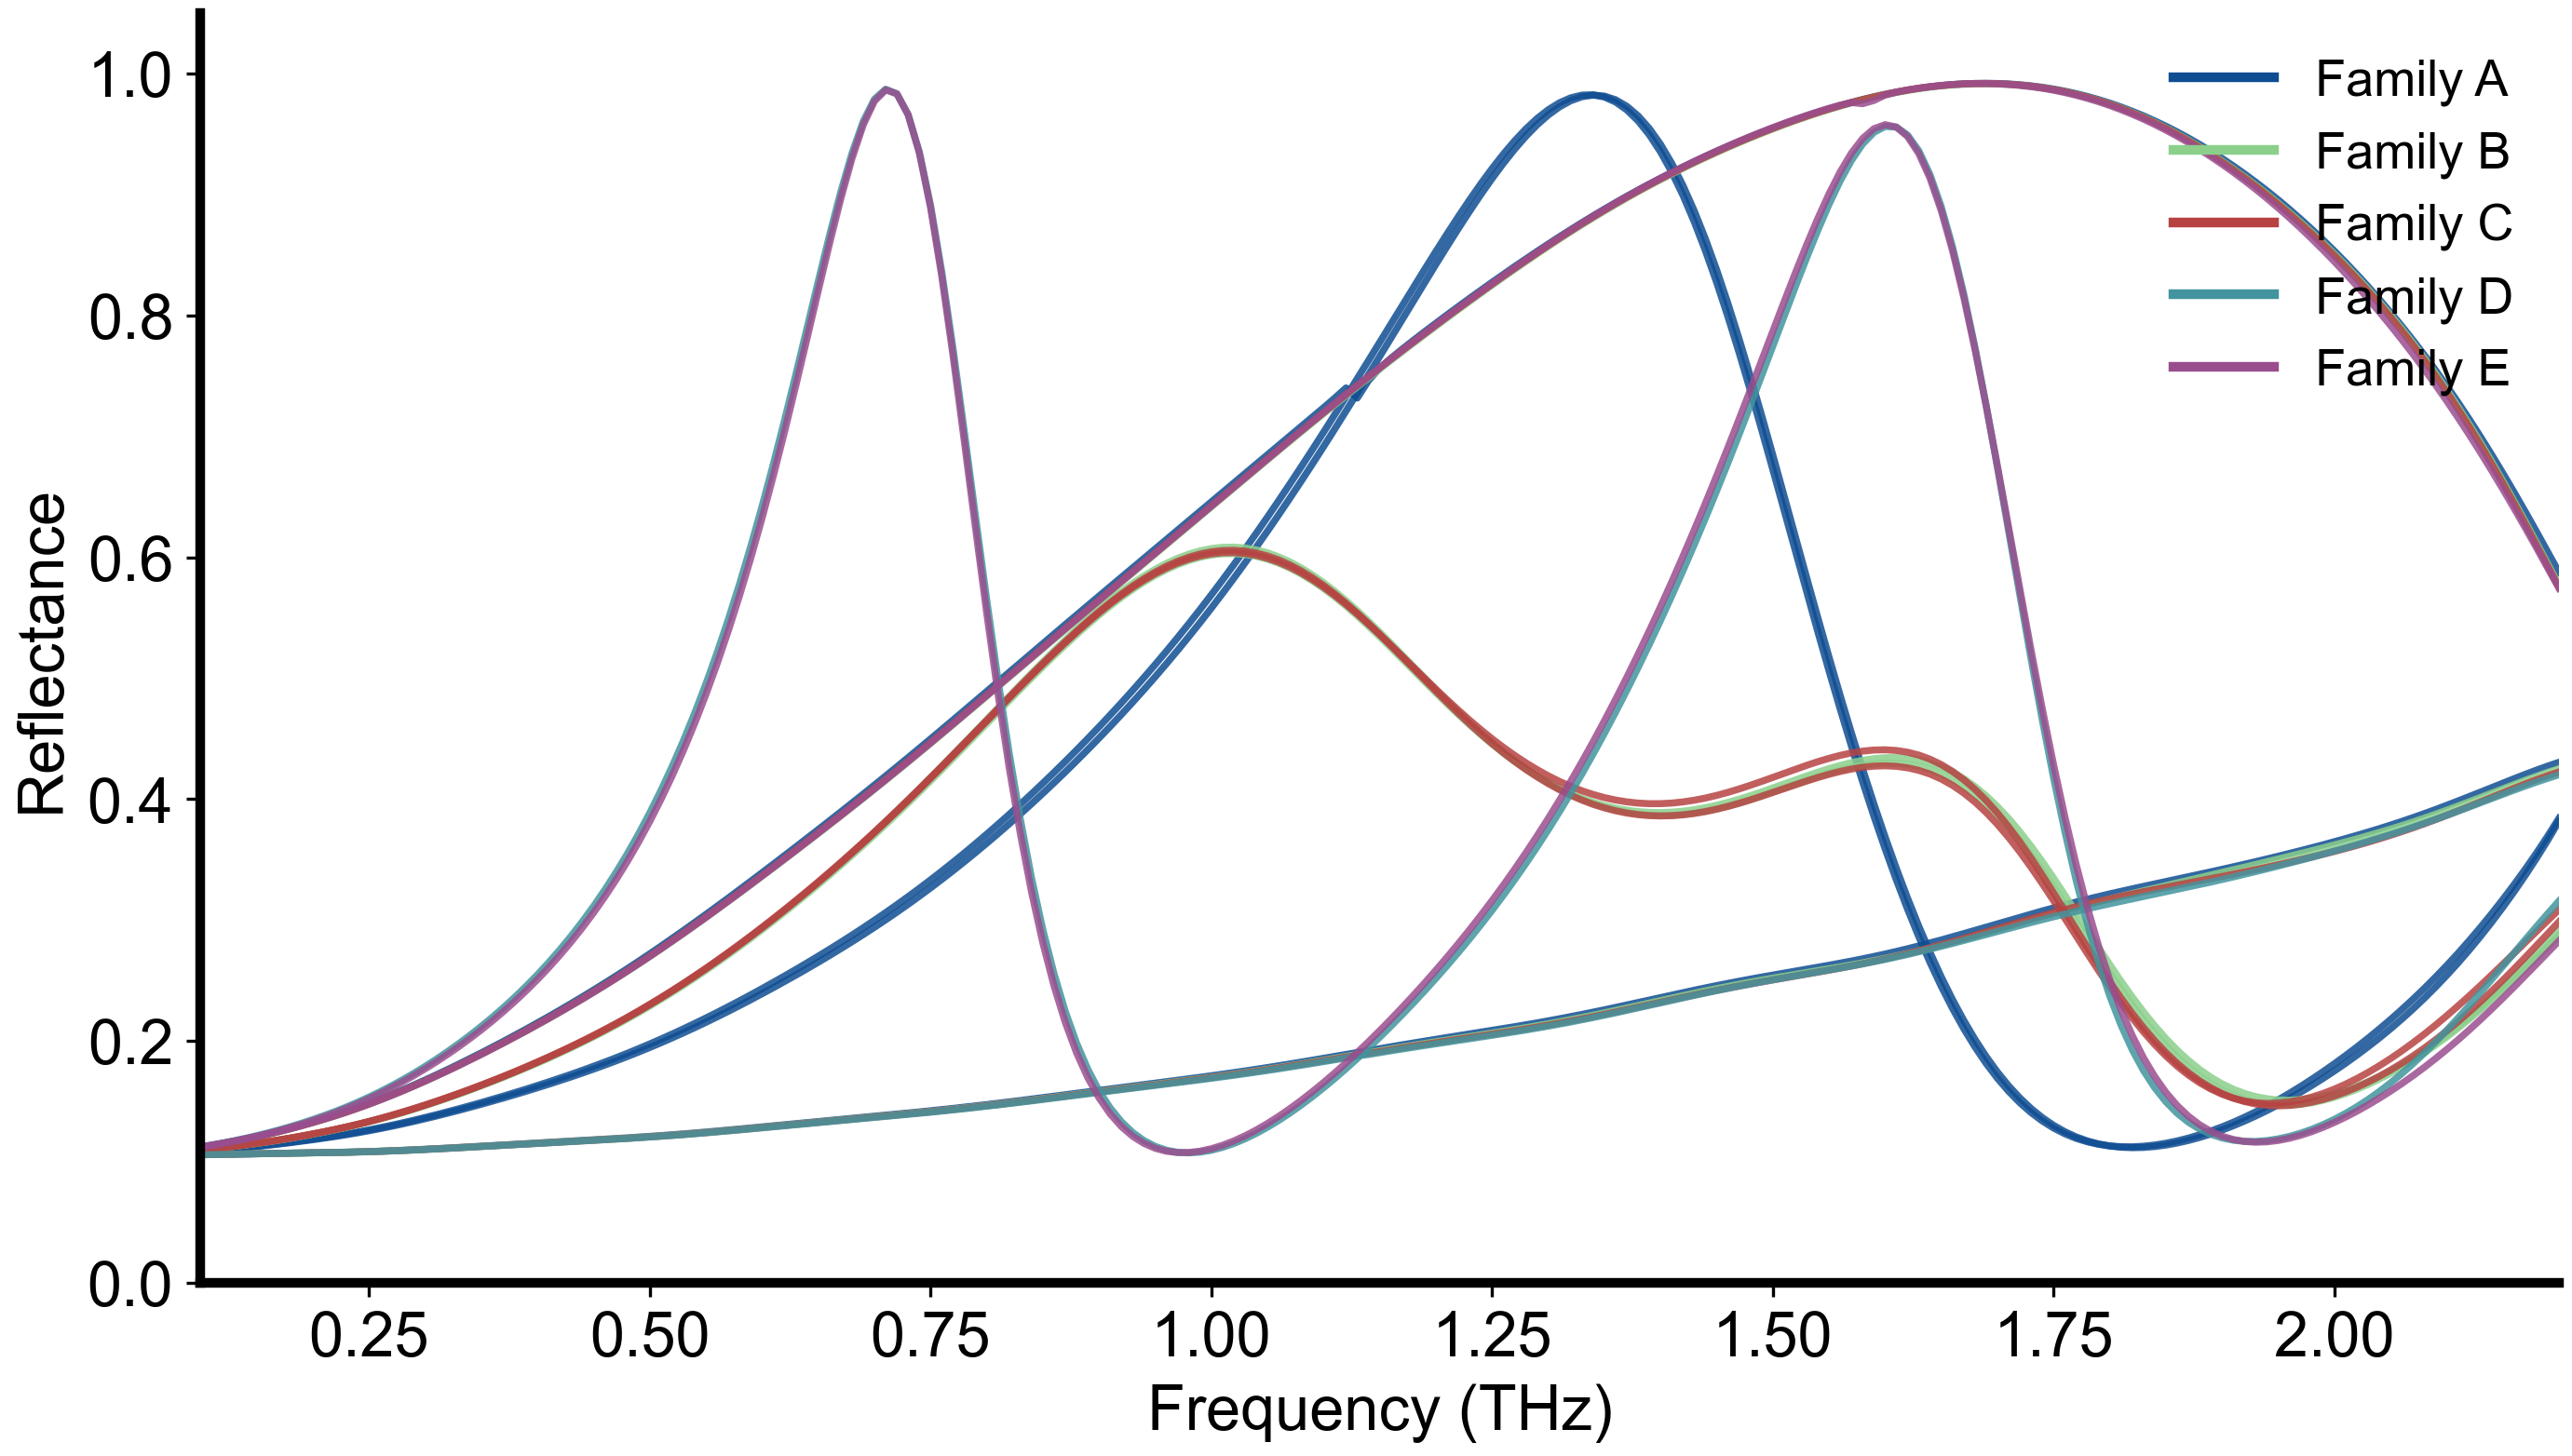 1.0
0.8
0.6
0.4
0.2
0.0
Reflectance
0.25 0.50 0.75 1.00 1.25 1.50 1.75 2.00
Frequency (THz)
Family A
Family B
Family C
Family D
Family E